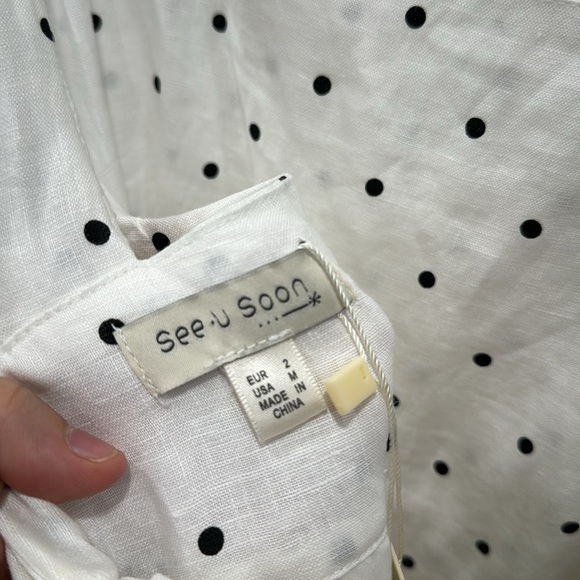 See·u Soon
...—*
EUR 2
USA M
MADE IN
CHINA